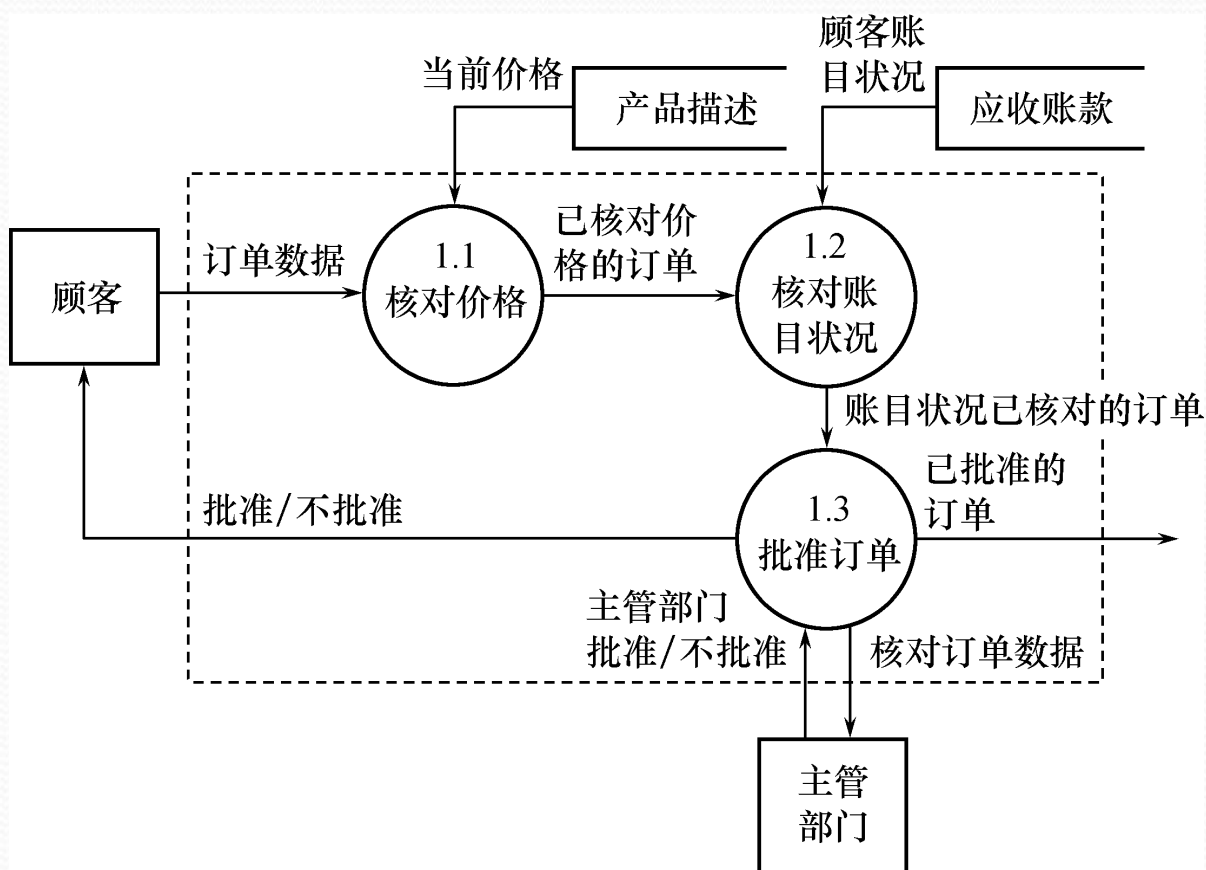 当前价格
产品描述
顾客账
目状况
应收账款
顾客
订单数据
1.1
核对价格
已核对价
格的订单
1.2
核对账
目状况
账目状况已核对的订单
批准/不批准
1.3
批准订单
已批准的
订单
主管部门
批准/不批准
核对订单数据
主管
部门